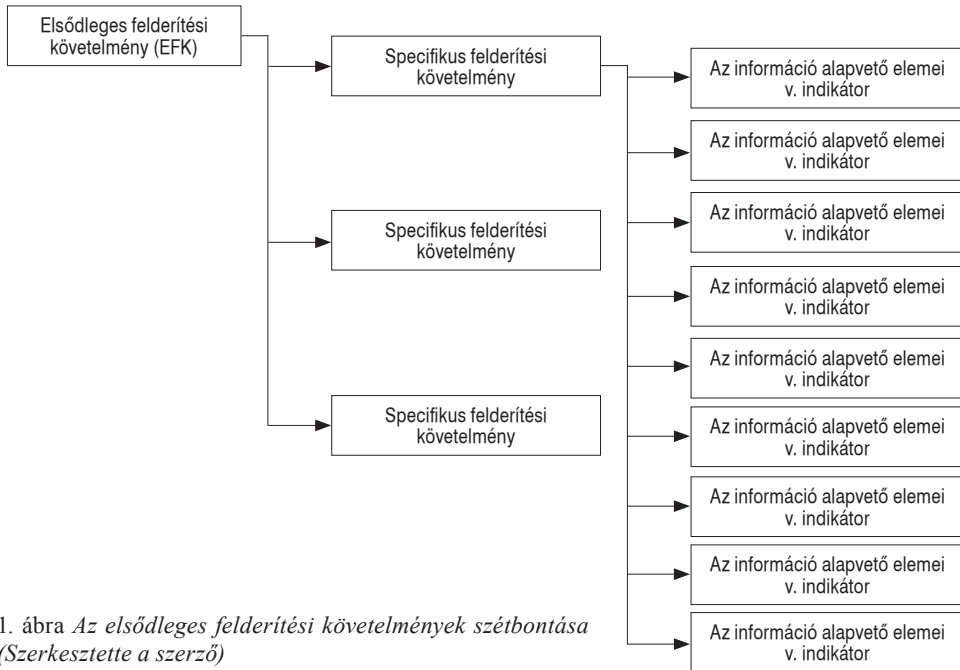 Elsődleges felderítési
követelmény (EFK)
Specifikus felderítési
követelmény
Specifikus felderítési
követelmény
Specifikus felderítési
követelmény
Az információ alapvető elemei
v. indikátor
Az információ alapvető elemei
v. indikátor
Az információ alapvető elemei
v. indikátor
Az információ alapvető elemei
v. indikátor
Az információ alapvető elemei
v. indikátor
Az információ alapvető elemei
v. indikátor
Az információ alapvető elemei
v. indikátor
Az információ alapvető elemei
v. indikátor
Az információ alapvető elemei
v. indikátor
1. ábra Az elsődleges felderítési követelmények szétbontása
(Szerkesztette a szerző)